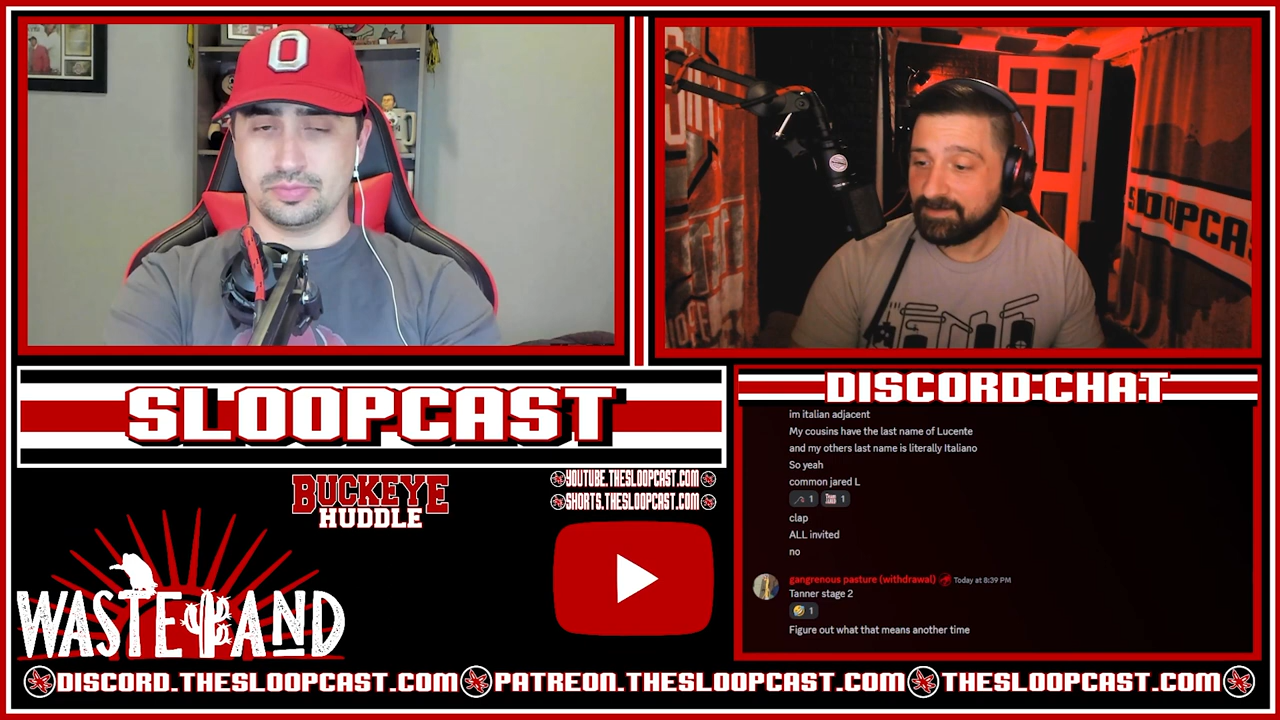 O
SLOOPCAST
SLOOPCAST
DISCORD:CHAT
im italian adjacent
My cousins have the last name of Lucente
and my others last name is literally Italiano
So yeah
common jared L
1
1
clap
ALL invited
no
gangrenous pasture (withdrawal) Today at 8:39 PM
Tanner stage 2
1
Figure out what that means another time
BUCKEYE
HUDDLE
YOUTUBE.THESLOOPCAST.COM
SHORTS.THESLOOPCAST.COM
WASTELAND
DISCORD.THESLOOPCAST.COM PATREON.THESLOOPCAST.COM THESLOOPCAST.COM